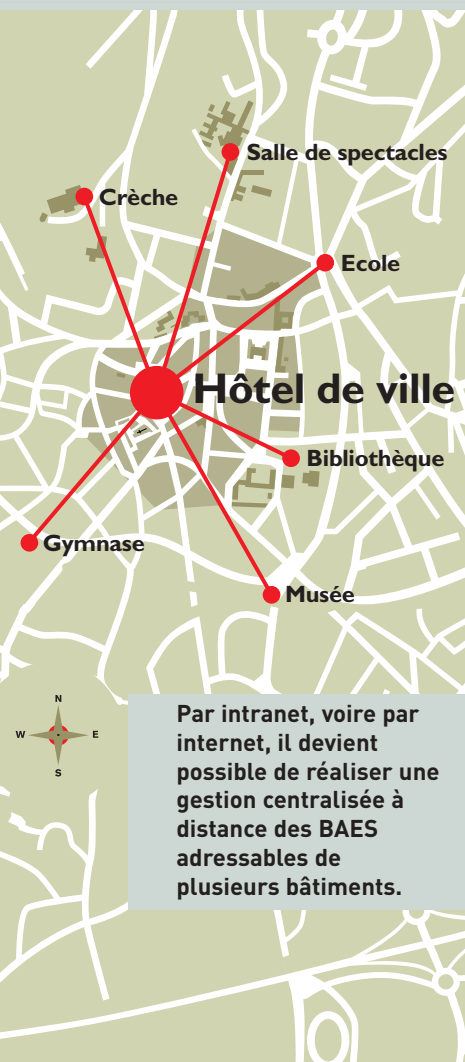 Salle de spectacles
Crèche
Ecole
Hôtel de ville
Bibliothèque
Gymnase
Musée
N
W E
S
Par intranet, voire par
internet, il devient
possible de réaliser une
gestion centralisée à
distance des BAES
adressables de
plusieurs bâtiments.